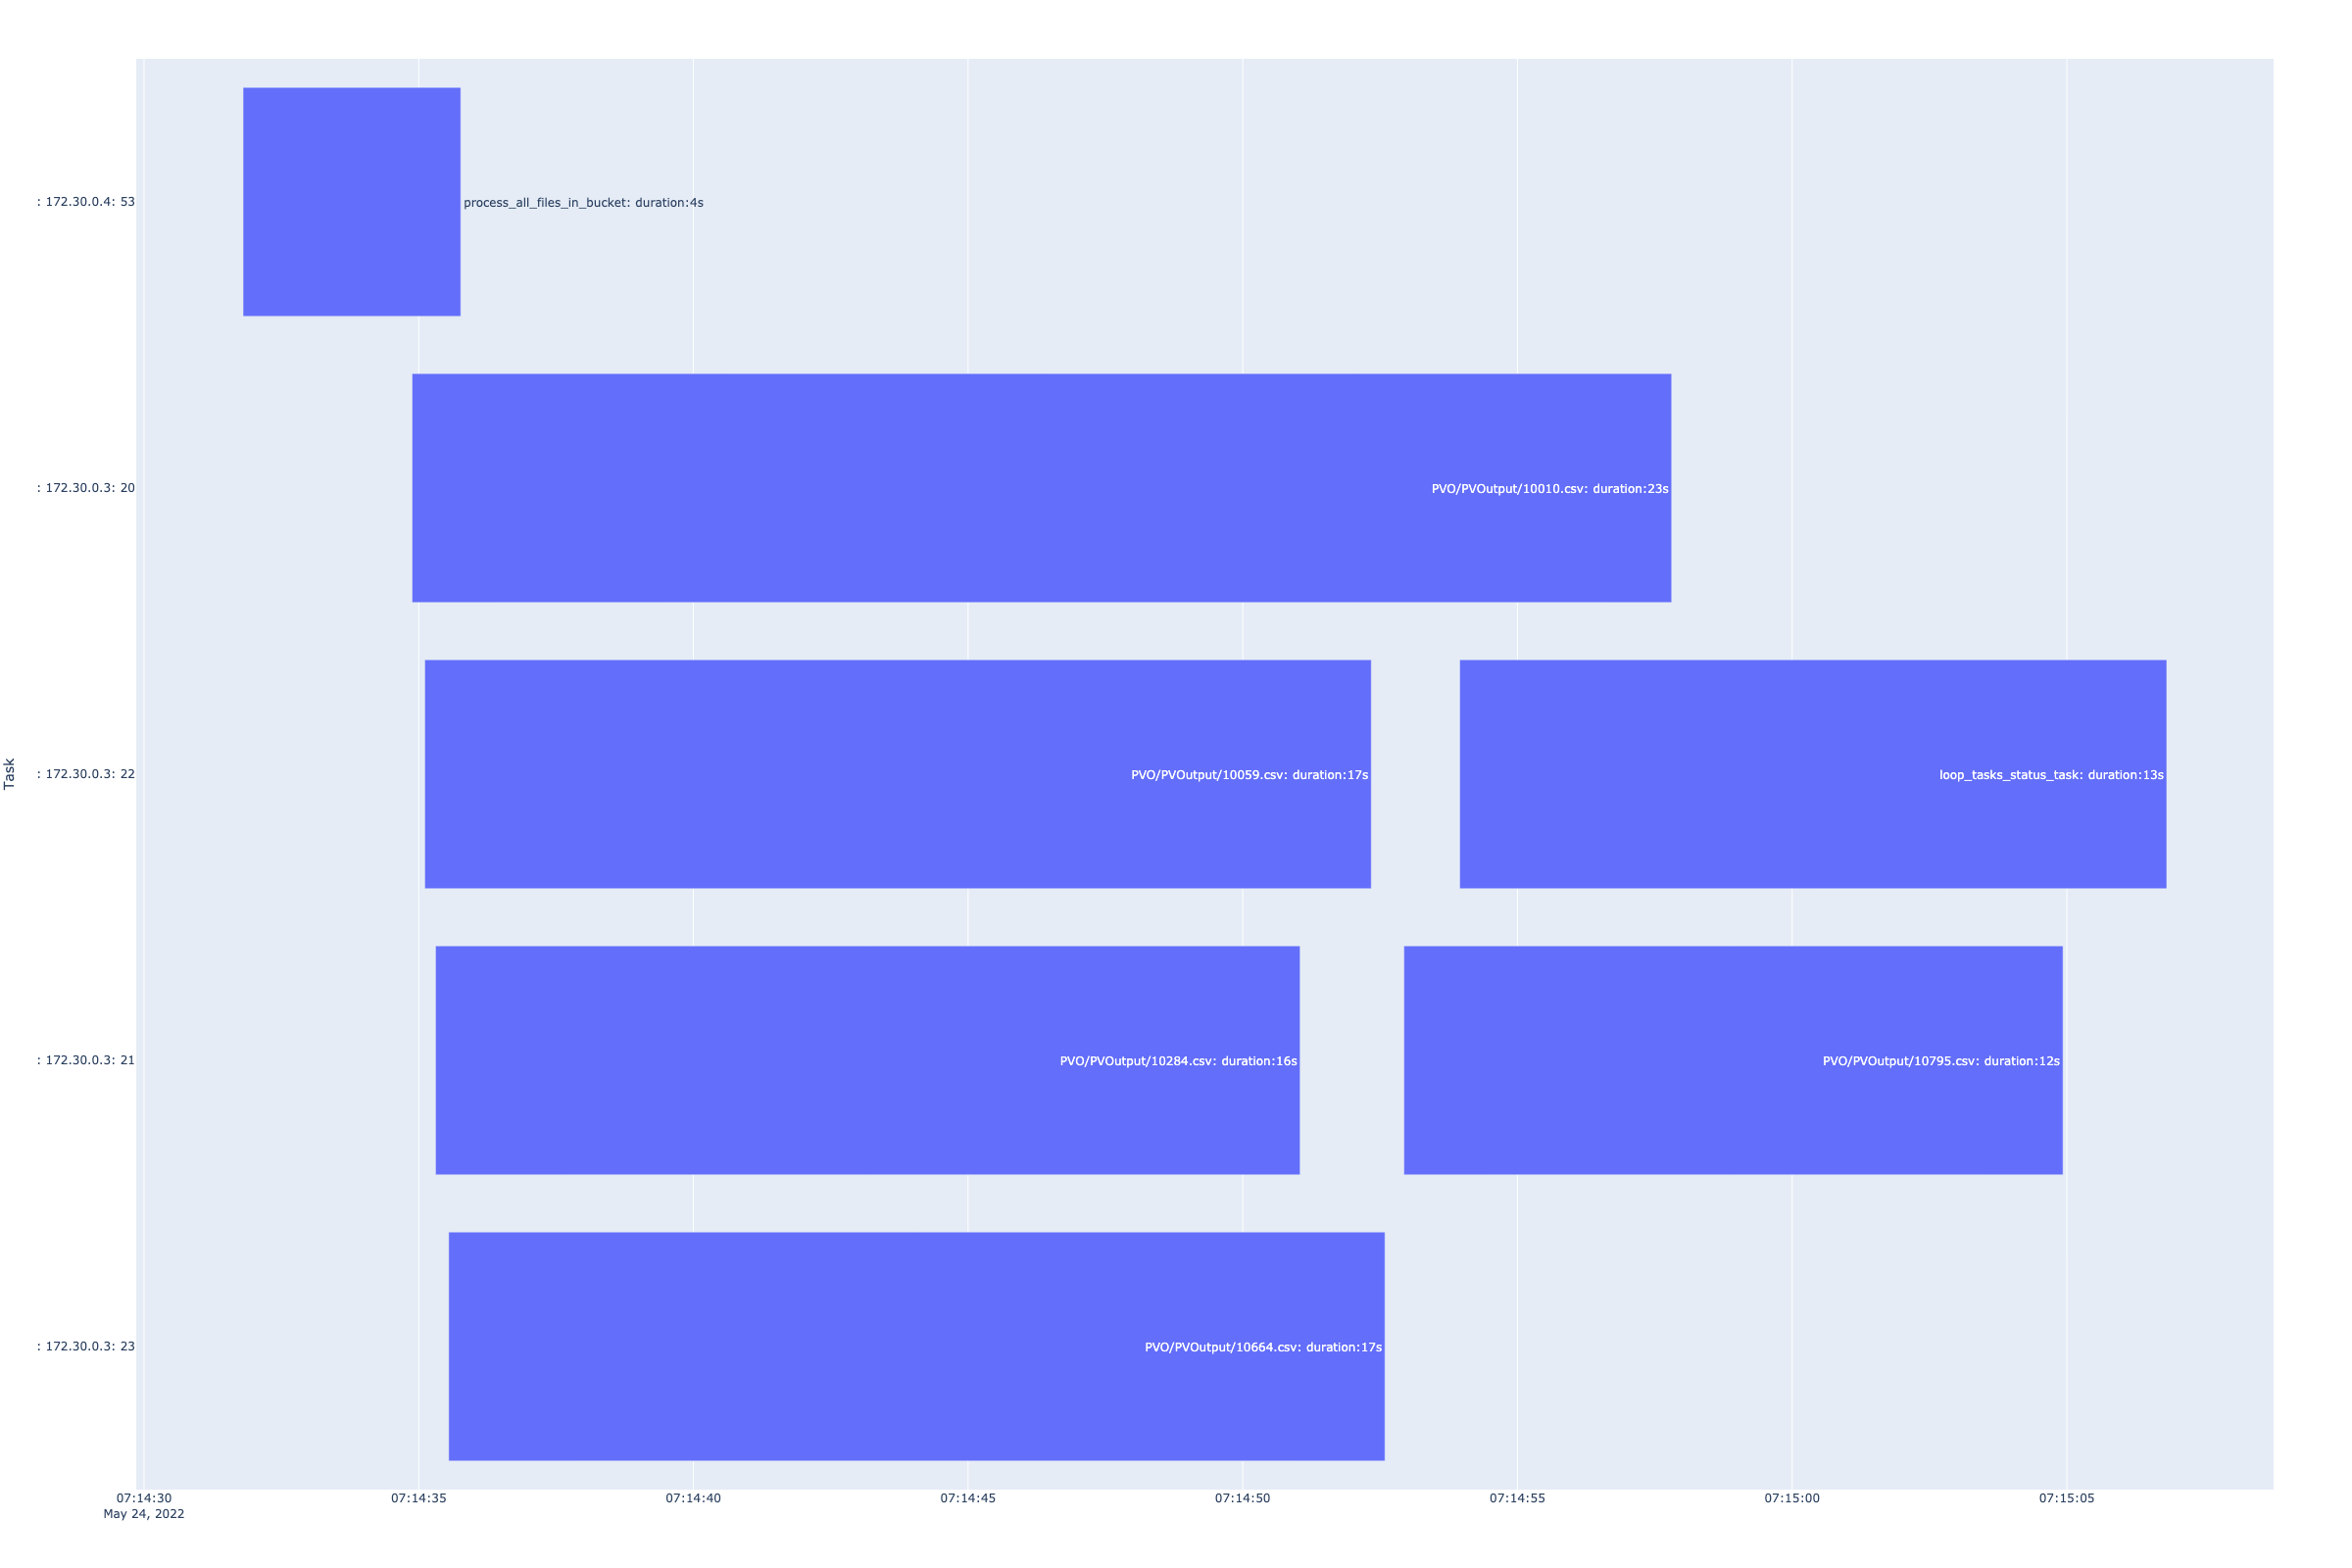 : 172.30.0.4: 53
process_all_files_in_bucket: duration:4s
: 172.30.0.3: 20
PVO/PVOutput/10010.csv: duration:23s
Task
: 172.30.0.3: 22
PVO/PVOutput/10059.csv: duration:17s
loop_tasks_status_task: duration:13s
: 172.30.0.3: 21
PVO/PVOutput/10284.csv: duration:16s
PVO/PVOutput/10795.csv: duration:12s
: 172.30.0.3: 23
PVO/PVOutput/10664.csv: duration:17s
07:14:30
May 24, 2022
07:14:35
07:14:40
07:14:45
07:14:50
07:14:55
07:15:00
07:15:05